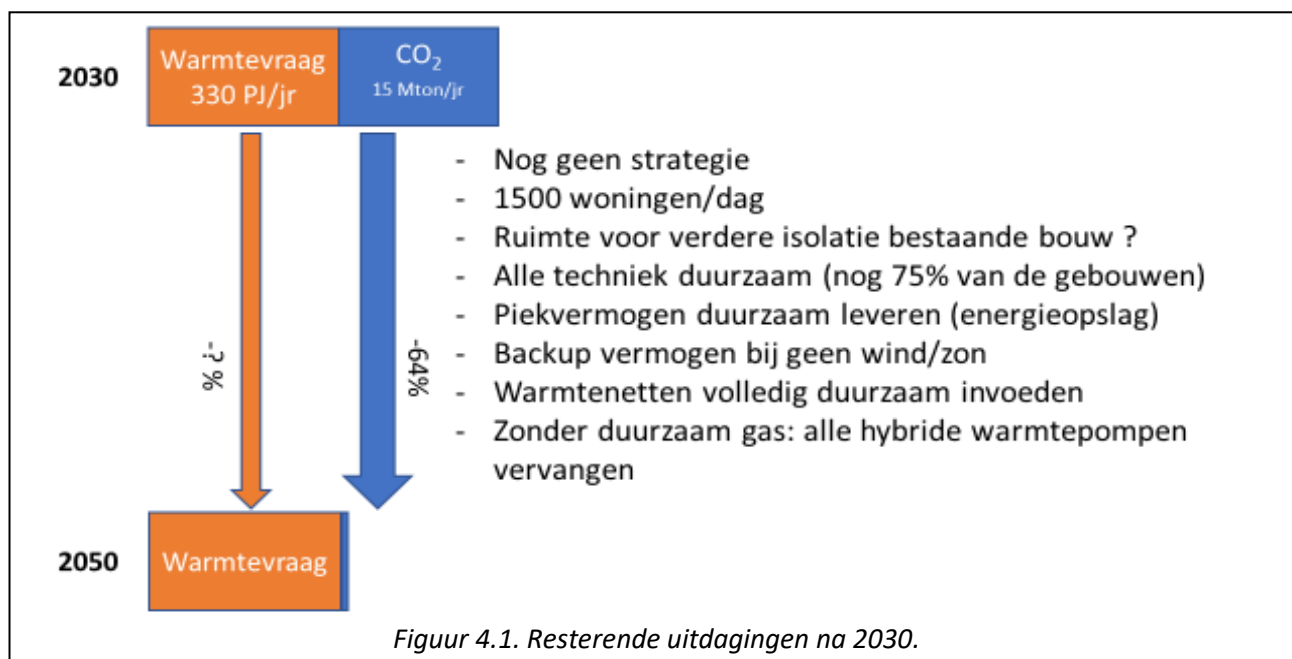 2030
Warmtevraag
330 PJ/jr
CO₂
15 Mton/jr
- Nog geen strategie
- 1500 woningen/dag
- Ruimte voor verdere isolatie bestaande bouw ?
- Alle techniek duurzaam (nog 75% van de gebouwen)
- Piekvermogen duurzaam leveren (energieopslag)
- Backup vermogen bij geen wind/zon
- Warmtenetten volledig duurzaam invoeden
- Zonder duurzaam gas: alle hybride warmtepompen
vervangen
-? %
-64%
2050
Warmtevraag
Figuur 4.1. Resterende uitdagingen na 2030.